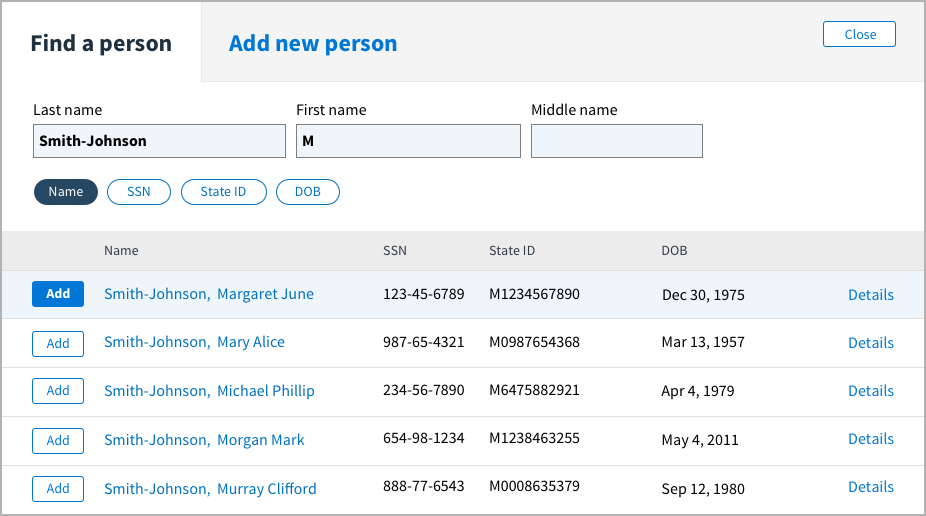 Find a person Add new person Close
Last name First name Middle name
Smith-Johnson M
Name SSN State ID DOB
Name SSN State ID DOB
Add Smith-Johnson, Margaret June 123-45-6789 M1234567890 Dec 30, 1975 Details
Add Smith-Johnson, Mary Alice 987-65-4321 M0987654368 Mar 13, 1957 Details
Add Smith-Johnson, Michael Phillip 234-56-7890 M6475882921 Apr 4, 1979 Details
Add Smith-Johnson, Morgan Mark 654-98-1234 M1238463255 May 4, 2011 Details
Add Smith-Johnson, Murray Clifford 888-77-6543 M0008635379 Sep 12, 1980 Details